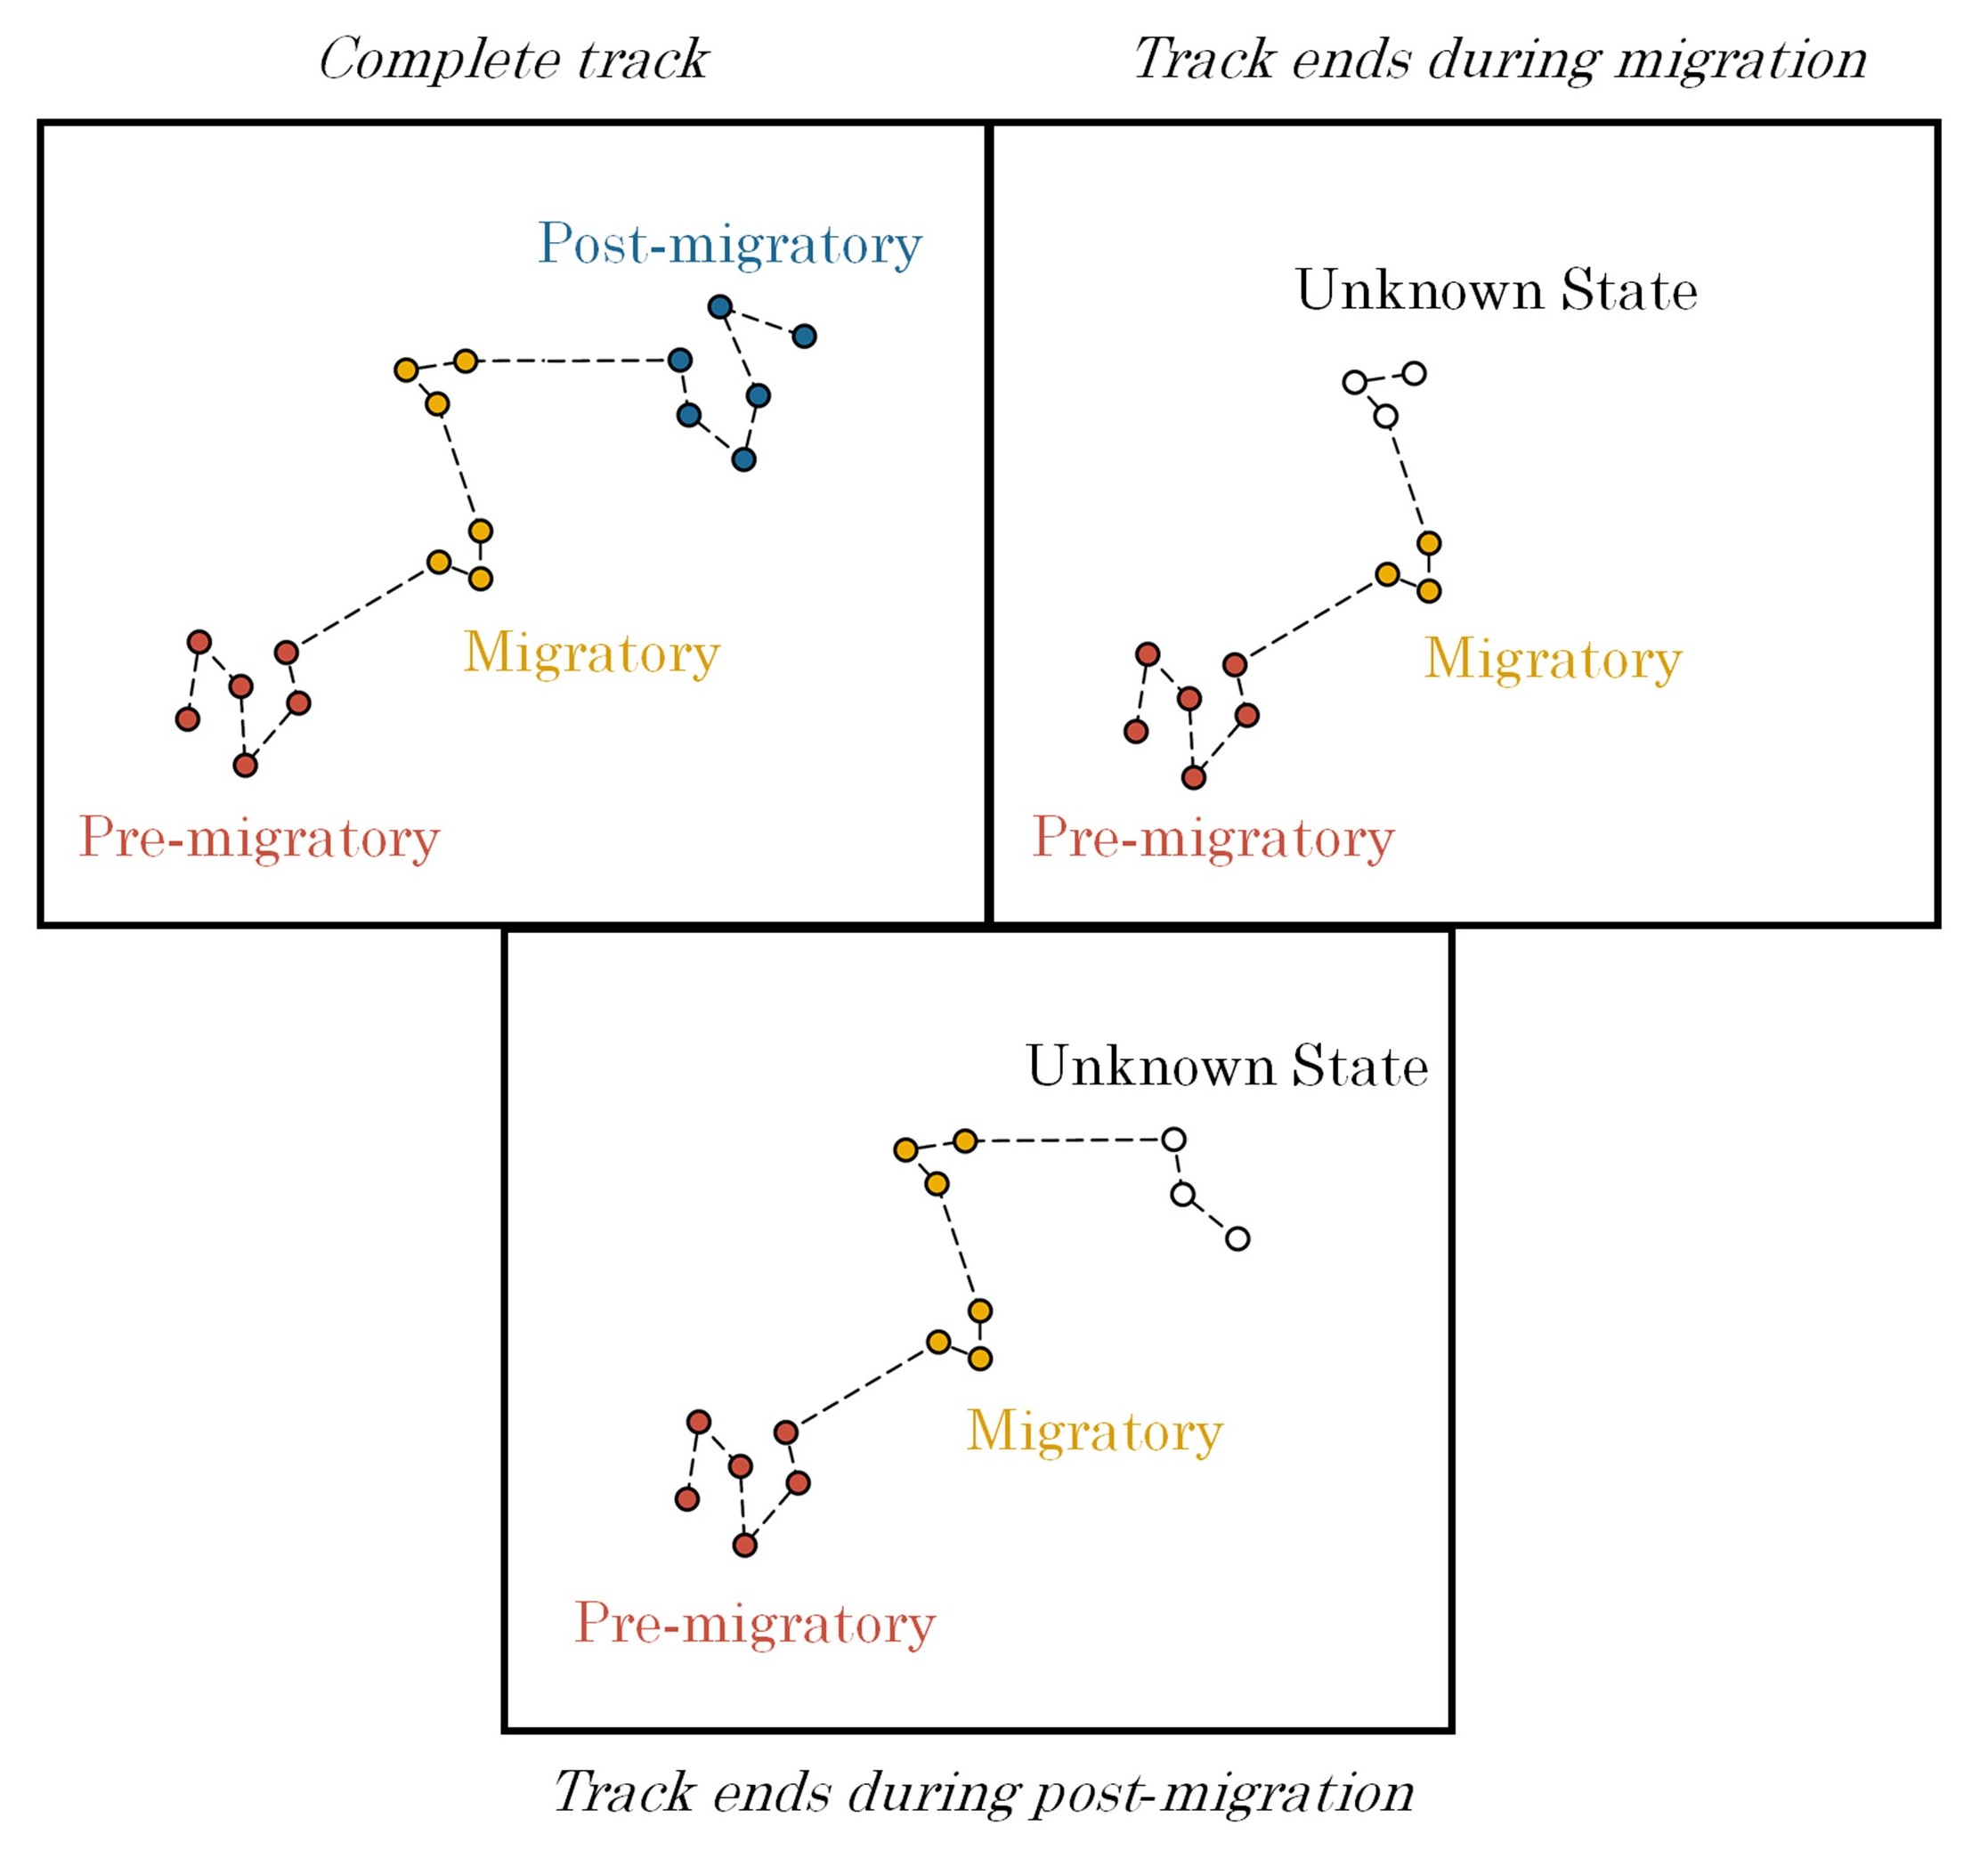 Complete track
Track ends during migration
Post-migratory
Migratory
Pre-migratory
Unknown State
Migratory
Pre-migratory
Unknown State
Migratory
Pre-migratory
Track ends during post-migration